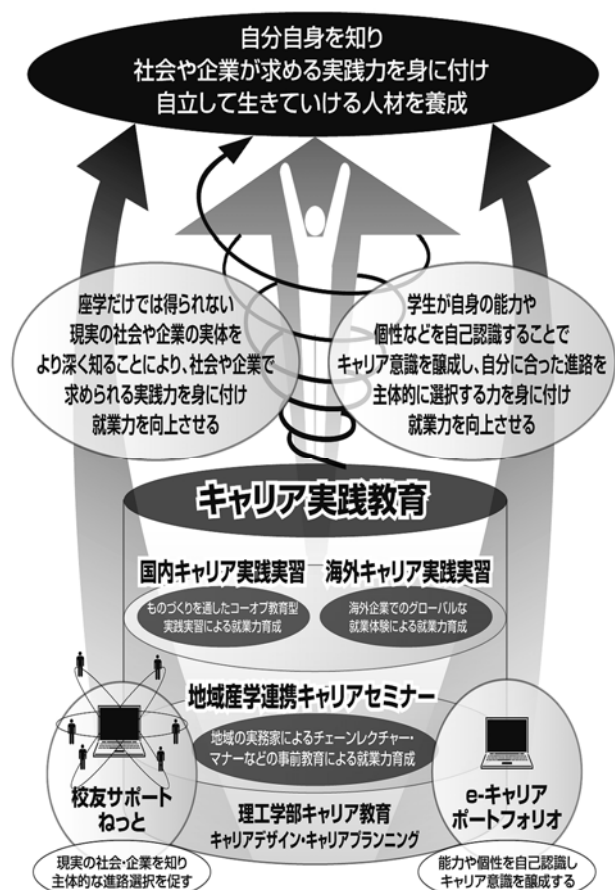 自分自身を知り
社会や企業が求める実践力を身に付け
自立して生きていける人材を養成
座学だけでは得られない
現実の社会や企業の実体を
より深く知ることにより、社会や企業で
求められる実践力を身に付け
就業力を向上させる
学生が自身の能力や
個性などを自己認識することで
キャリア意識を醸成し、自分に合った進路を
主体的に選択する力を身に付け
就業力を向上させる
キャリア実践教育
国内キャリア実践実習
ものづくりを通したコーオプ教育型
実践実習による就業力育成
海外キャリア実践実習
海外企業でのグローバルな
就業体験による就業力育成
地域産学連携キャリアセミナー
地域の実務家によるチェーンレクチャー・
マナーなどの事前教育による就業力育成
理工学部キャリア教育
キャリアデザイン・キャリアプランニング
校友サポート
ねっと
現実の社会・企業を知り
主体的な進路選択を促す
e-キャリア
ポートフォリオ
能力や個性を自己認識し
キャリア意識を醸成する